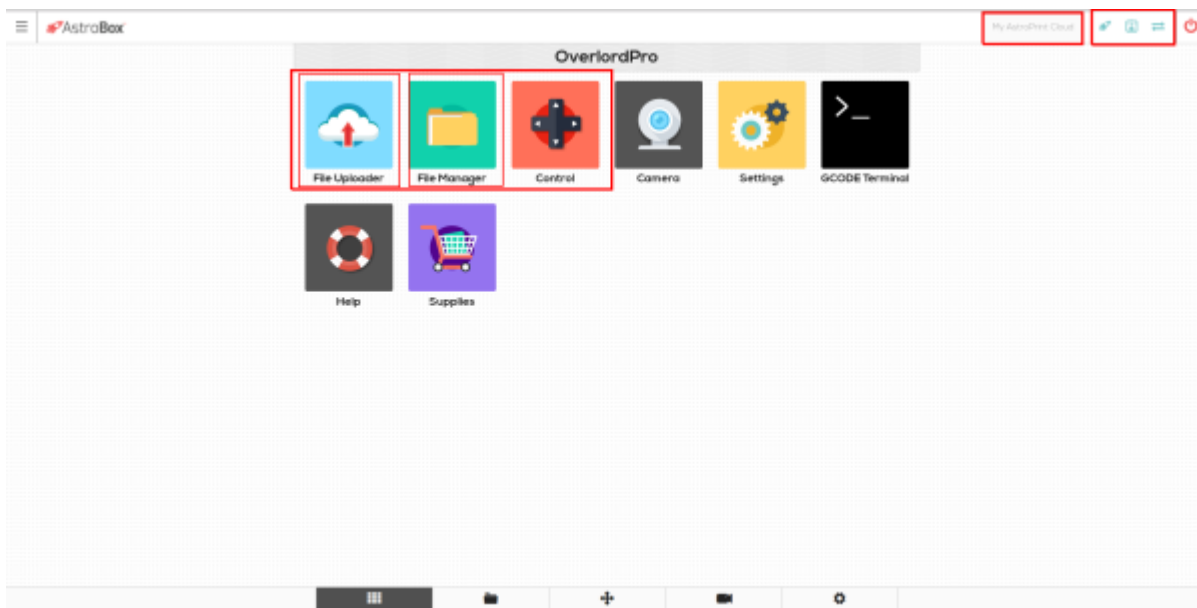 AstroBox
My AstroPrint Cloud
OverlordPro
>_
File Uploader File Manager Control Camera Settings GCODE Terminal
Help Supplies